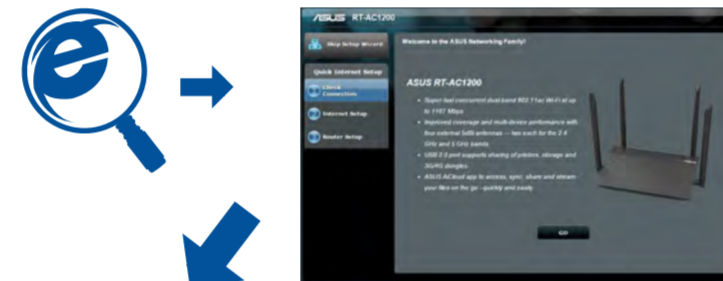 ASUS RT-AC1200
Skip Setup Wizard
Welcome to the ASUS Networking Family!
Quick Internet Setup
Check
Connection
Internet Setup
Router Setup
ASUS RT-AC1200
• Super-fast concurrent dual-band 802.11ac Wi-Fi at up
to 1167 Mbps
• Improved coverage and multi-device performance with
four external 5dBi antennas — two each for the 2.4
GHz and 5 GHz bands
• USB 2.0 port supports sharing of printers, storage and
3G/4G dongles
• ASUS AiCloud app to access, sync, share and stream
your files on the go - quickly and easily
GO